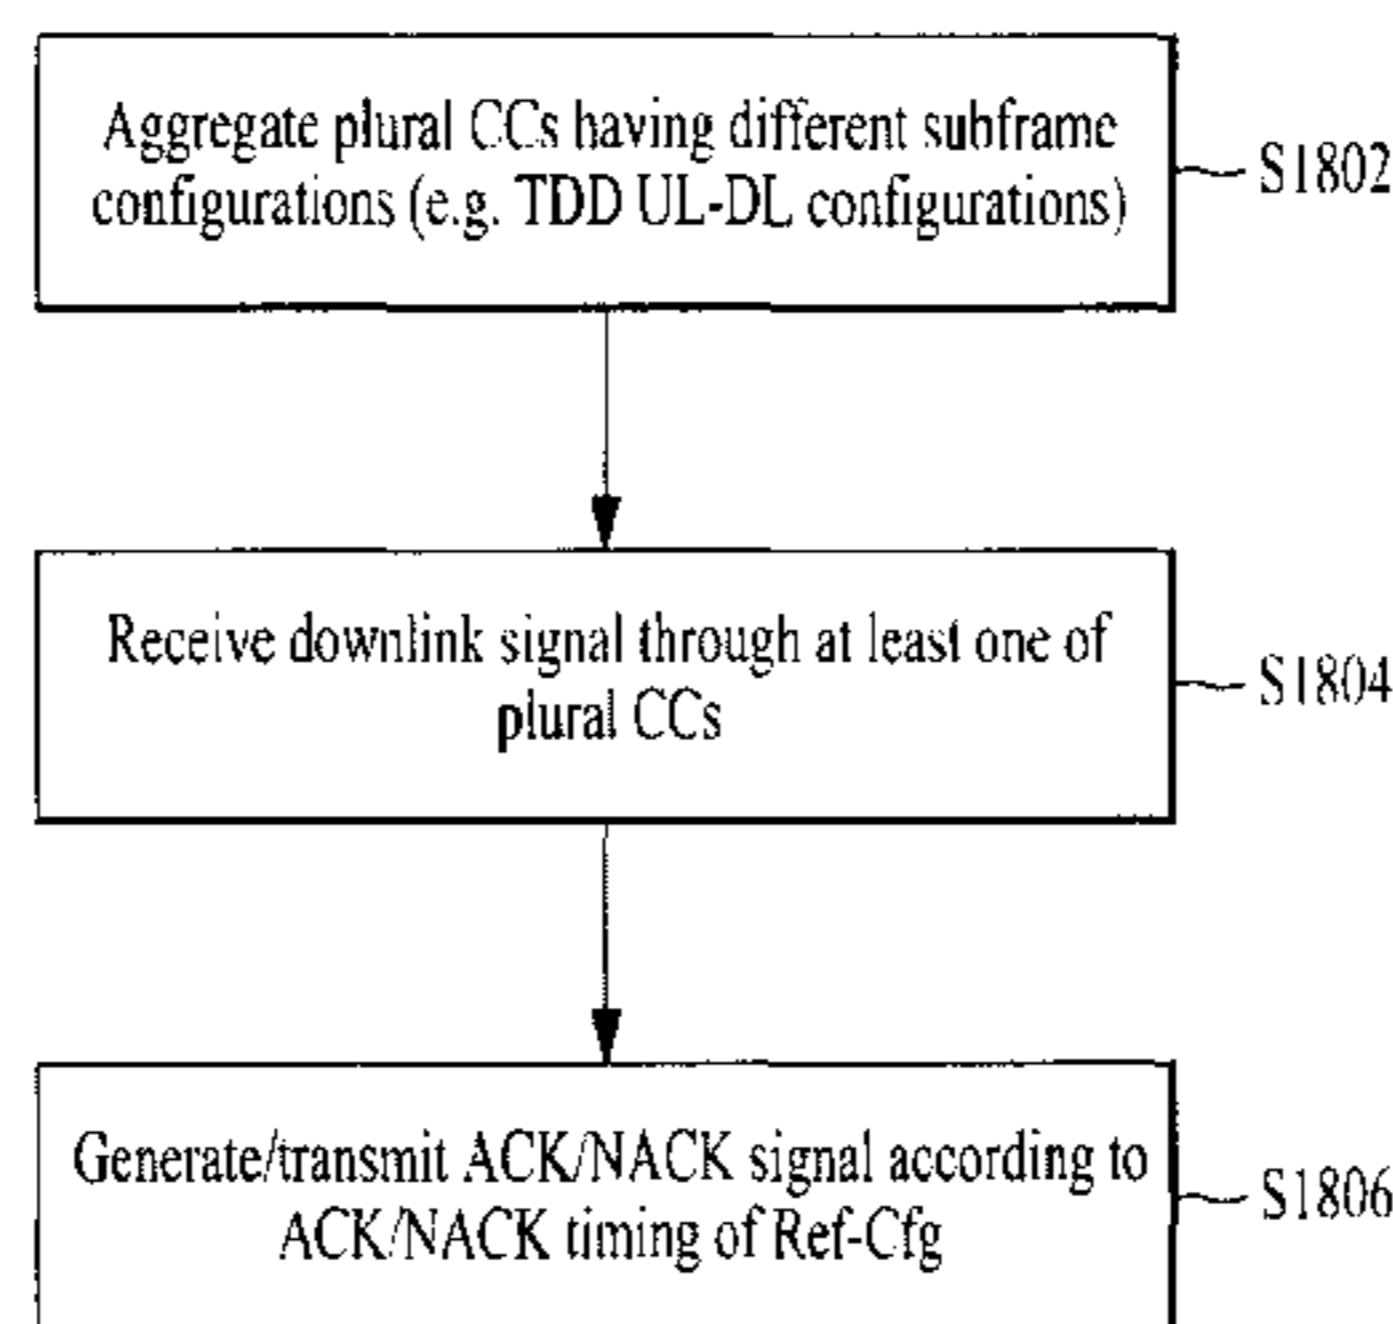 Aggregate plural CCs having different subframe
configurations (e.g. TDD UL-DL configurations)
S1802
Receive downlink signal through at least one of
plural CCs
S1804
Generate/transmit ACK/NACK signal according to
ACK/NACK timing of Ref-Cfg
S1806